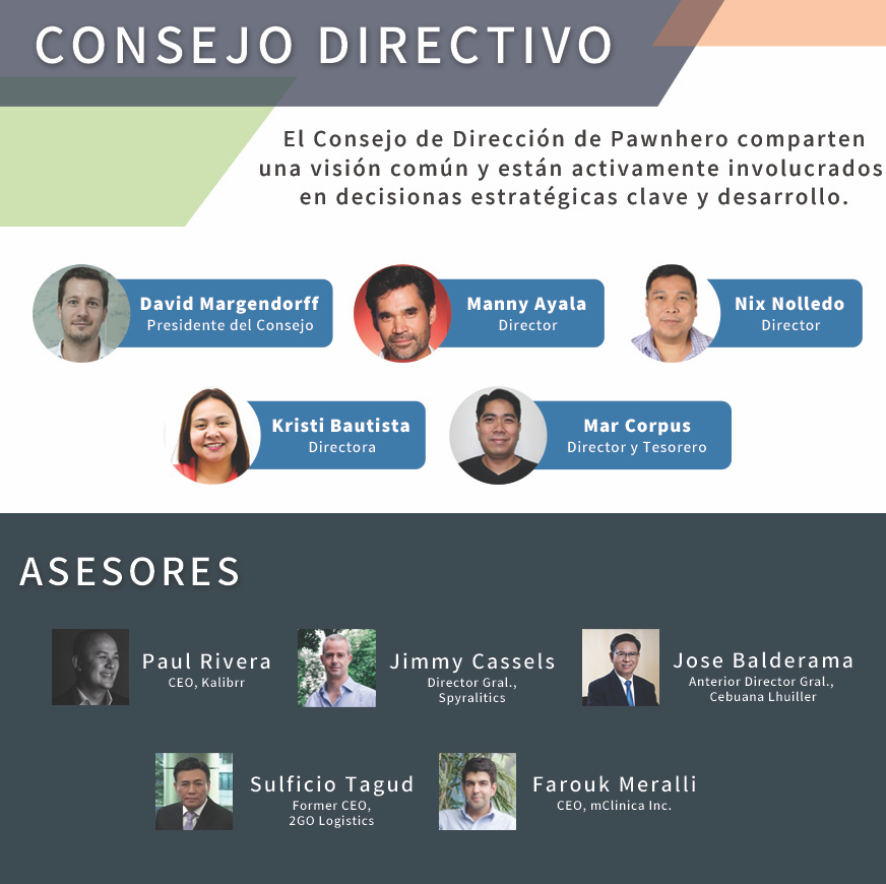 CONSEJO DIRECTIVO
El Consejo de Dirección de Pawnhero comparten
una visión común y están activamente involucrados
en decisionas estratégicas clave y desarrollo.
David Margendorff
Presidente del Consejo
Manny Ayala
Director
Nix Nolledo
Director
Kristi Bautista
Directora
Mar Corpus
Director y Tesorero
ASESORES
Paul Rivera
CEO, Kalibrr
Jimmy Cassels
Director Gral.,
Spyralitics
Jose Balderama
Anterior Director Gral.,
Cebuana Lhuiller
Sulficio Tagud
Former CEO,
2GO Logistics
Farouk Meralli
CEO, mClinica Inc.